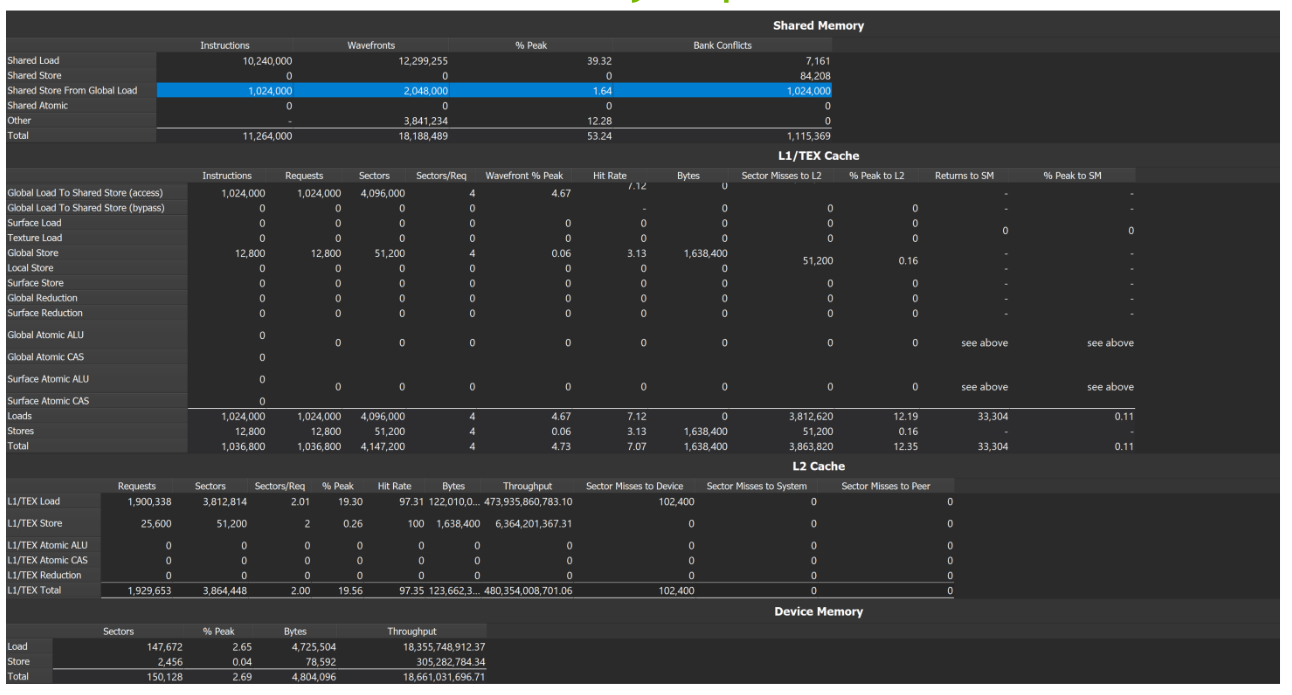 Shared Memory
Instructions Wavefronts % Peak Bank Conflicts
Shared Load 10,240,000 12,299,255 39.32 7,161
Shared Store 0 0 0 84,208
Shared Store From Global Load 1,024,000 2,048,000 1.64 1,024,000
Shared Atomic 0 0 0 0
Other - 3,841,234 12.28 0
Total 11,264,000 18,188,489 53.24 1,115,369
L1/TEX Cache
Instructions Requests Sectors Sectors/Req Wavefront % Peak Hit Rate Bytes Sector Misses to L2 % Peak to L2 Returns to SM % Peak to SM
Global Load To Shared Store (access) 1,024,000 1,024,000 4,096,000 4 4.67 7.12 0 - -
Global Load To Shared Store (bypass) 0 0 0 0 - 0 0 0 - -
Surface Load 0 0 0 0 0 0 0 0 0
Texture Load 0 0 0 0 0 0 0 0 0 0 0
Global Store 12,800 12,800 51,200 4 0.06 3.13 1,638,400 51,200 0.16 - -
Local Store 0 0 0 0 0 0 0 - -
Surface Store 0 0 0 0 0 0 0 0 0 - -
Global Reduction 0 0 0 0 0 0 0 0 0 - -
Surface Reduction 0 0 0 0 0 0 0 0 0 - -
Global Atomic ALU 0
0 0 0 0 0 0 0 0 see above see above
Global Atomic CAS 0
Surface Atomic ALU 0
0 0 0 0 0 0 0 0 see above see above
Surface Atomic CAS 0
Loads 1,024,000 1,024,000 4,096,000 4 4.67 7.12 0 3,812,620 12.19 33,304 0.11
Stores 12,800 12,800 51,200 4 0.06 3.13 1,638,400 51,200 0.16 - -
Total 1,036,800 1,036,800 4,147,200 4 4.73 7.07 1,638,400 3,863,820 12.35 33,304 0.11
L2 Cache
Requests Sectors Sectors/Req % Peak Hit Rate Bytes Throughput Sector Misses to Device Sector Misses to System Sector Misses to Peer
L1/TEX Load 1,900,338 3,812,814 2.01 19.30 97.31 122,010,0... 473,935,860,783.10 102,400 0 0
L1/TEX Store 25,600 51,200 2 0.26 100 1,638,400 6,364,201,367.31 0 0 0
L1/TEX Atomic ALU 0 0 0 0 0 0 0 0 0 0
L1/TEX Atomic CAS 0 0 0 0 0 0 0 0 0 0
L1/TEX Reduction 0 0 0 0 0 0 0 0 0 0
L1/TEX Total 1,929,653 3,864,448 2.00 19.56 97.35 123,662,3... 480,354,008,701.06 102,400 0 0
Device Memory
Sectors % Peak Bytes Throughput
Load 147,672 2.65 4,725,504 18,355,748,912.37
Store 2,456 0.04 78,592 305,282,784.34
Total 150,128 2.69 4,804,096 18,661,031,696.71